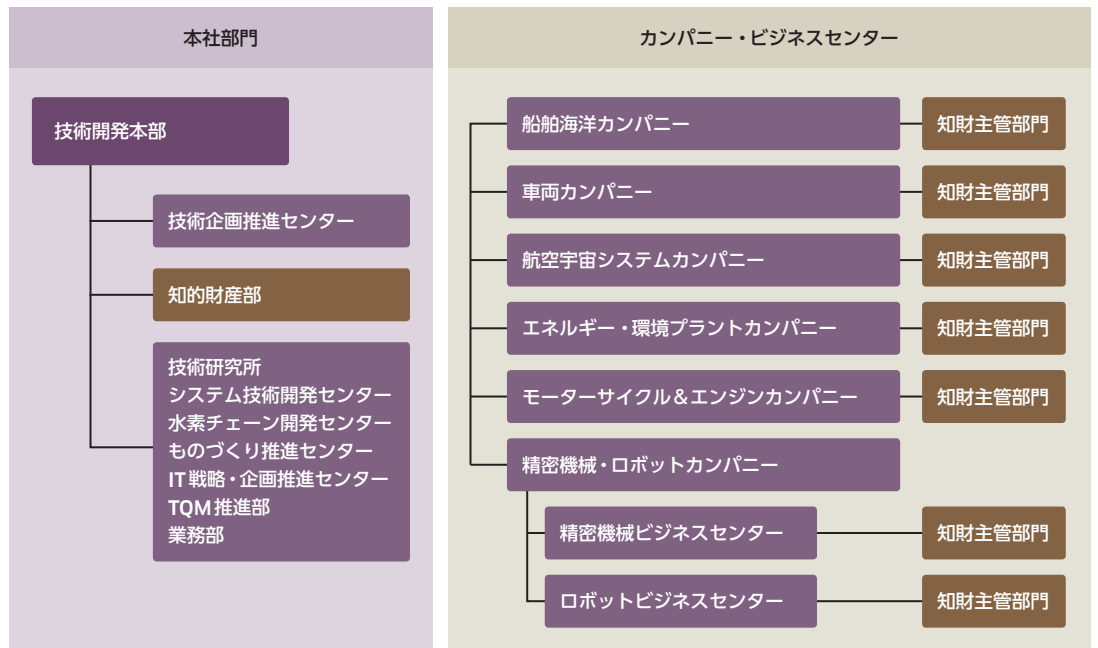 本社部門
技術開発本部
技術企画推進センター
知的財産部
技術研究所
システム技術開発センター
水素チェーン開発センター
ものづくり推進センター
IT戦略・企画推進センター
TQM推進部
業務部
カンパニー・ビジネスセンター
船舶海洋カンパニー
知財主管部門
車両カンパニー
知財主管部門
航空宇宙システムカンパニー
知財主管部門
エネルギー・環境プラントカンパニー
知財主管部門
モーターサイクル&エンジンカンパニー
知財主管部門
精密機械・ロボットカンパニー
精密機械ビジネスセンター
知財主管部門
ロボットビジネスセンター
知財主管部門